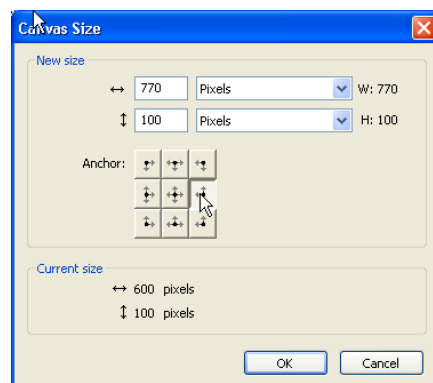 Canvas Size
New size
770 Pixels W: 770
100 Pixels H: 100
Anchor:
Current size
600 pixels
100 pixels
OK Cancel